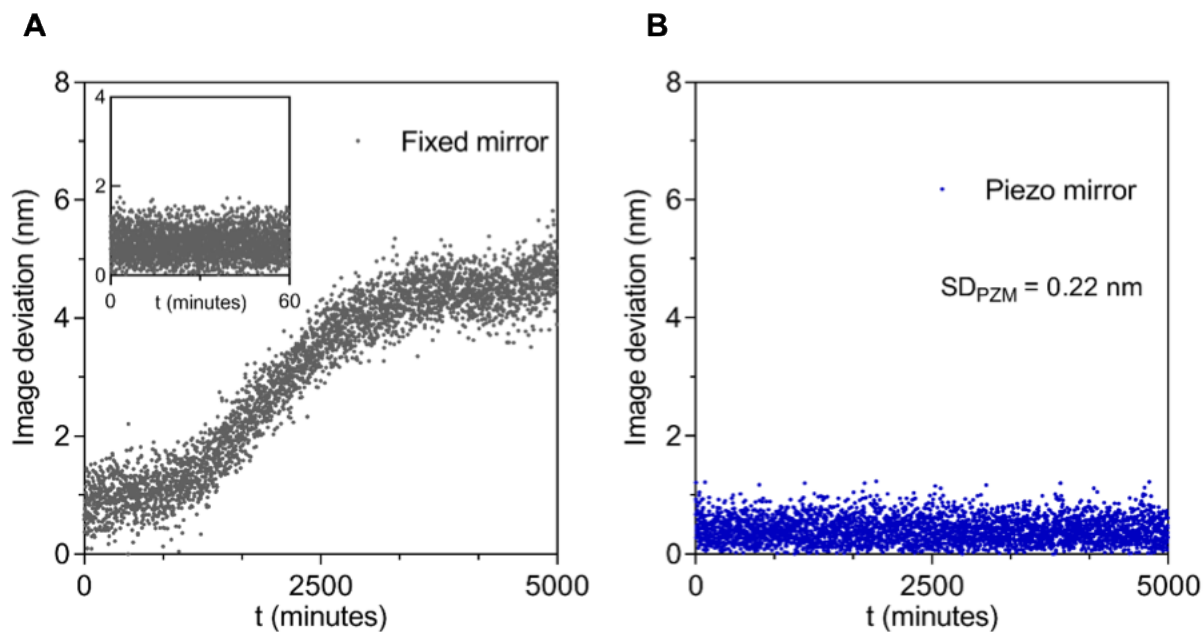 A
Image deviation (nm)
8
6
4
2
0
0
2500
5000
t (minutes)
Fixed mirror
4
2
0
0
60
t (minutes)
B
Image deviation (nm)
8
6
4
2
0
0
2500
5000
t (minutes)
Piezo mirror
SD_PZM = 0.22 nm